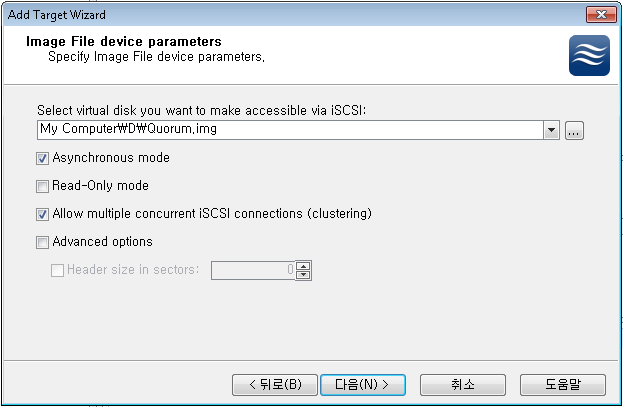 Add Target Wizard
Image File device parameters
Specify Image File device parameters.
Select virtual disk you want to make accessible via iSCSI:
My Computer₩D₩Quorum.img
...
Asynchronous mode
Read-Only mode
Allow multiple concurrent iSCSI connections (clustering)
Advanced options
Header size in sectors: 0
< 뒤로(B) 다음(N) > 취소 도움말